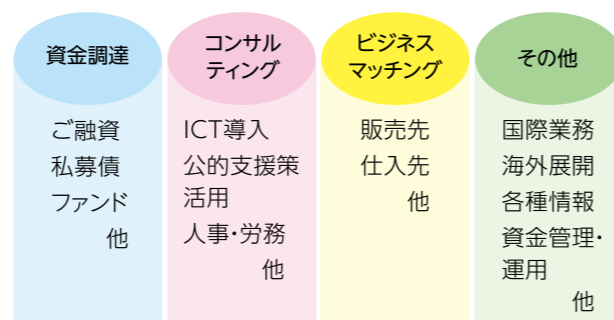 資金調達
ご融資
私募債
ファンド
他
コンサル
ティング
ICT導入
公的支援策
活用
人事・労務
他
ビジネス
マッチング
販売先
仕入先
他
その他
国際業務
海外展開
各種情報
資金管理・
運用
他